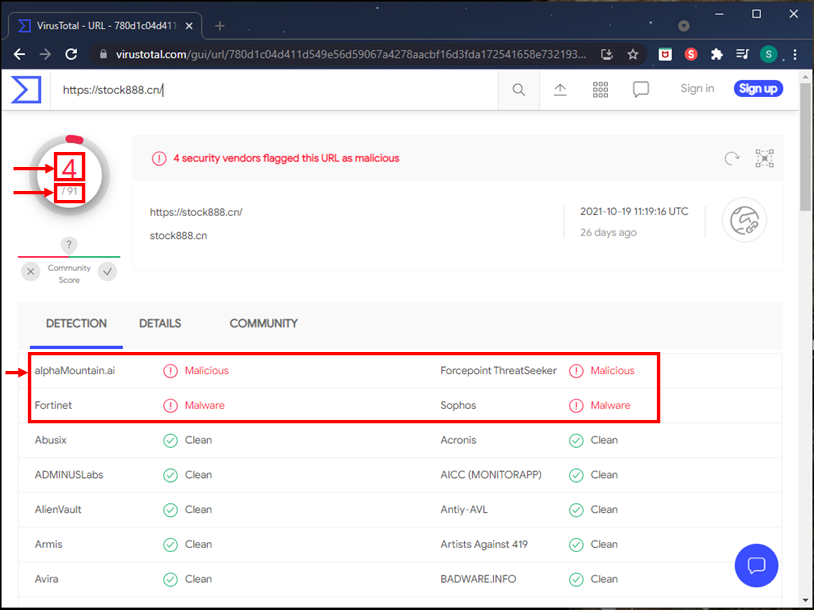 VirusTotal - URL - 780d1c04d411
virustotal.com/gui/url/780d1c04d411d549e56d59067a4278aacbf16d3fda172541658e732193...
S
S
https://stock888.cn/
Sign in
Sign up
4
/ 91
4 security vendors flagged this URL as malicious
https://stock888.cn/
stock888.cn
2021-10-19 11:19:16 UTC
26 days ago
?
Community
Score
DETECTION
DETAILS
COMMUNITY
alphaMountain.ai Malicious Forcepoint ThreatSeeker Malicious
Fortinet Malware Sophos Malware
Abusix Clean Acronis Clean
ADMINUSLabs Clean AICC (MONITORAPP) Clean
AlienVault Clean Antiy-AVL Clean
Armis Clean Artists Against 419 Clean
Avira Clean BADWARE.INFO Clean